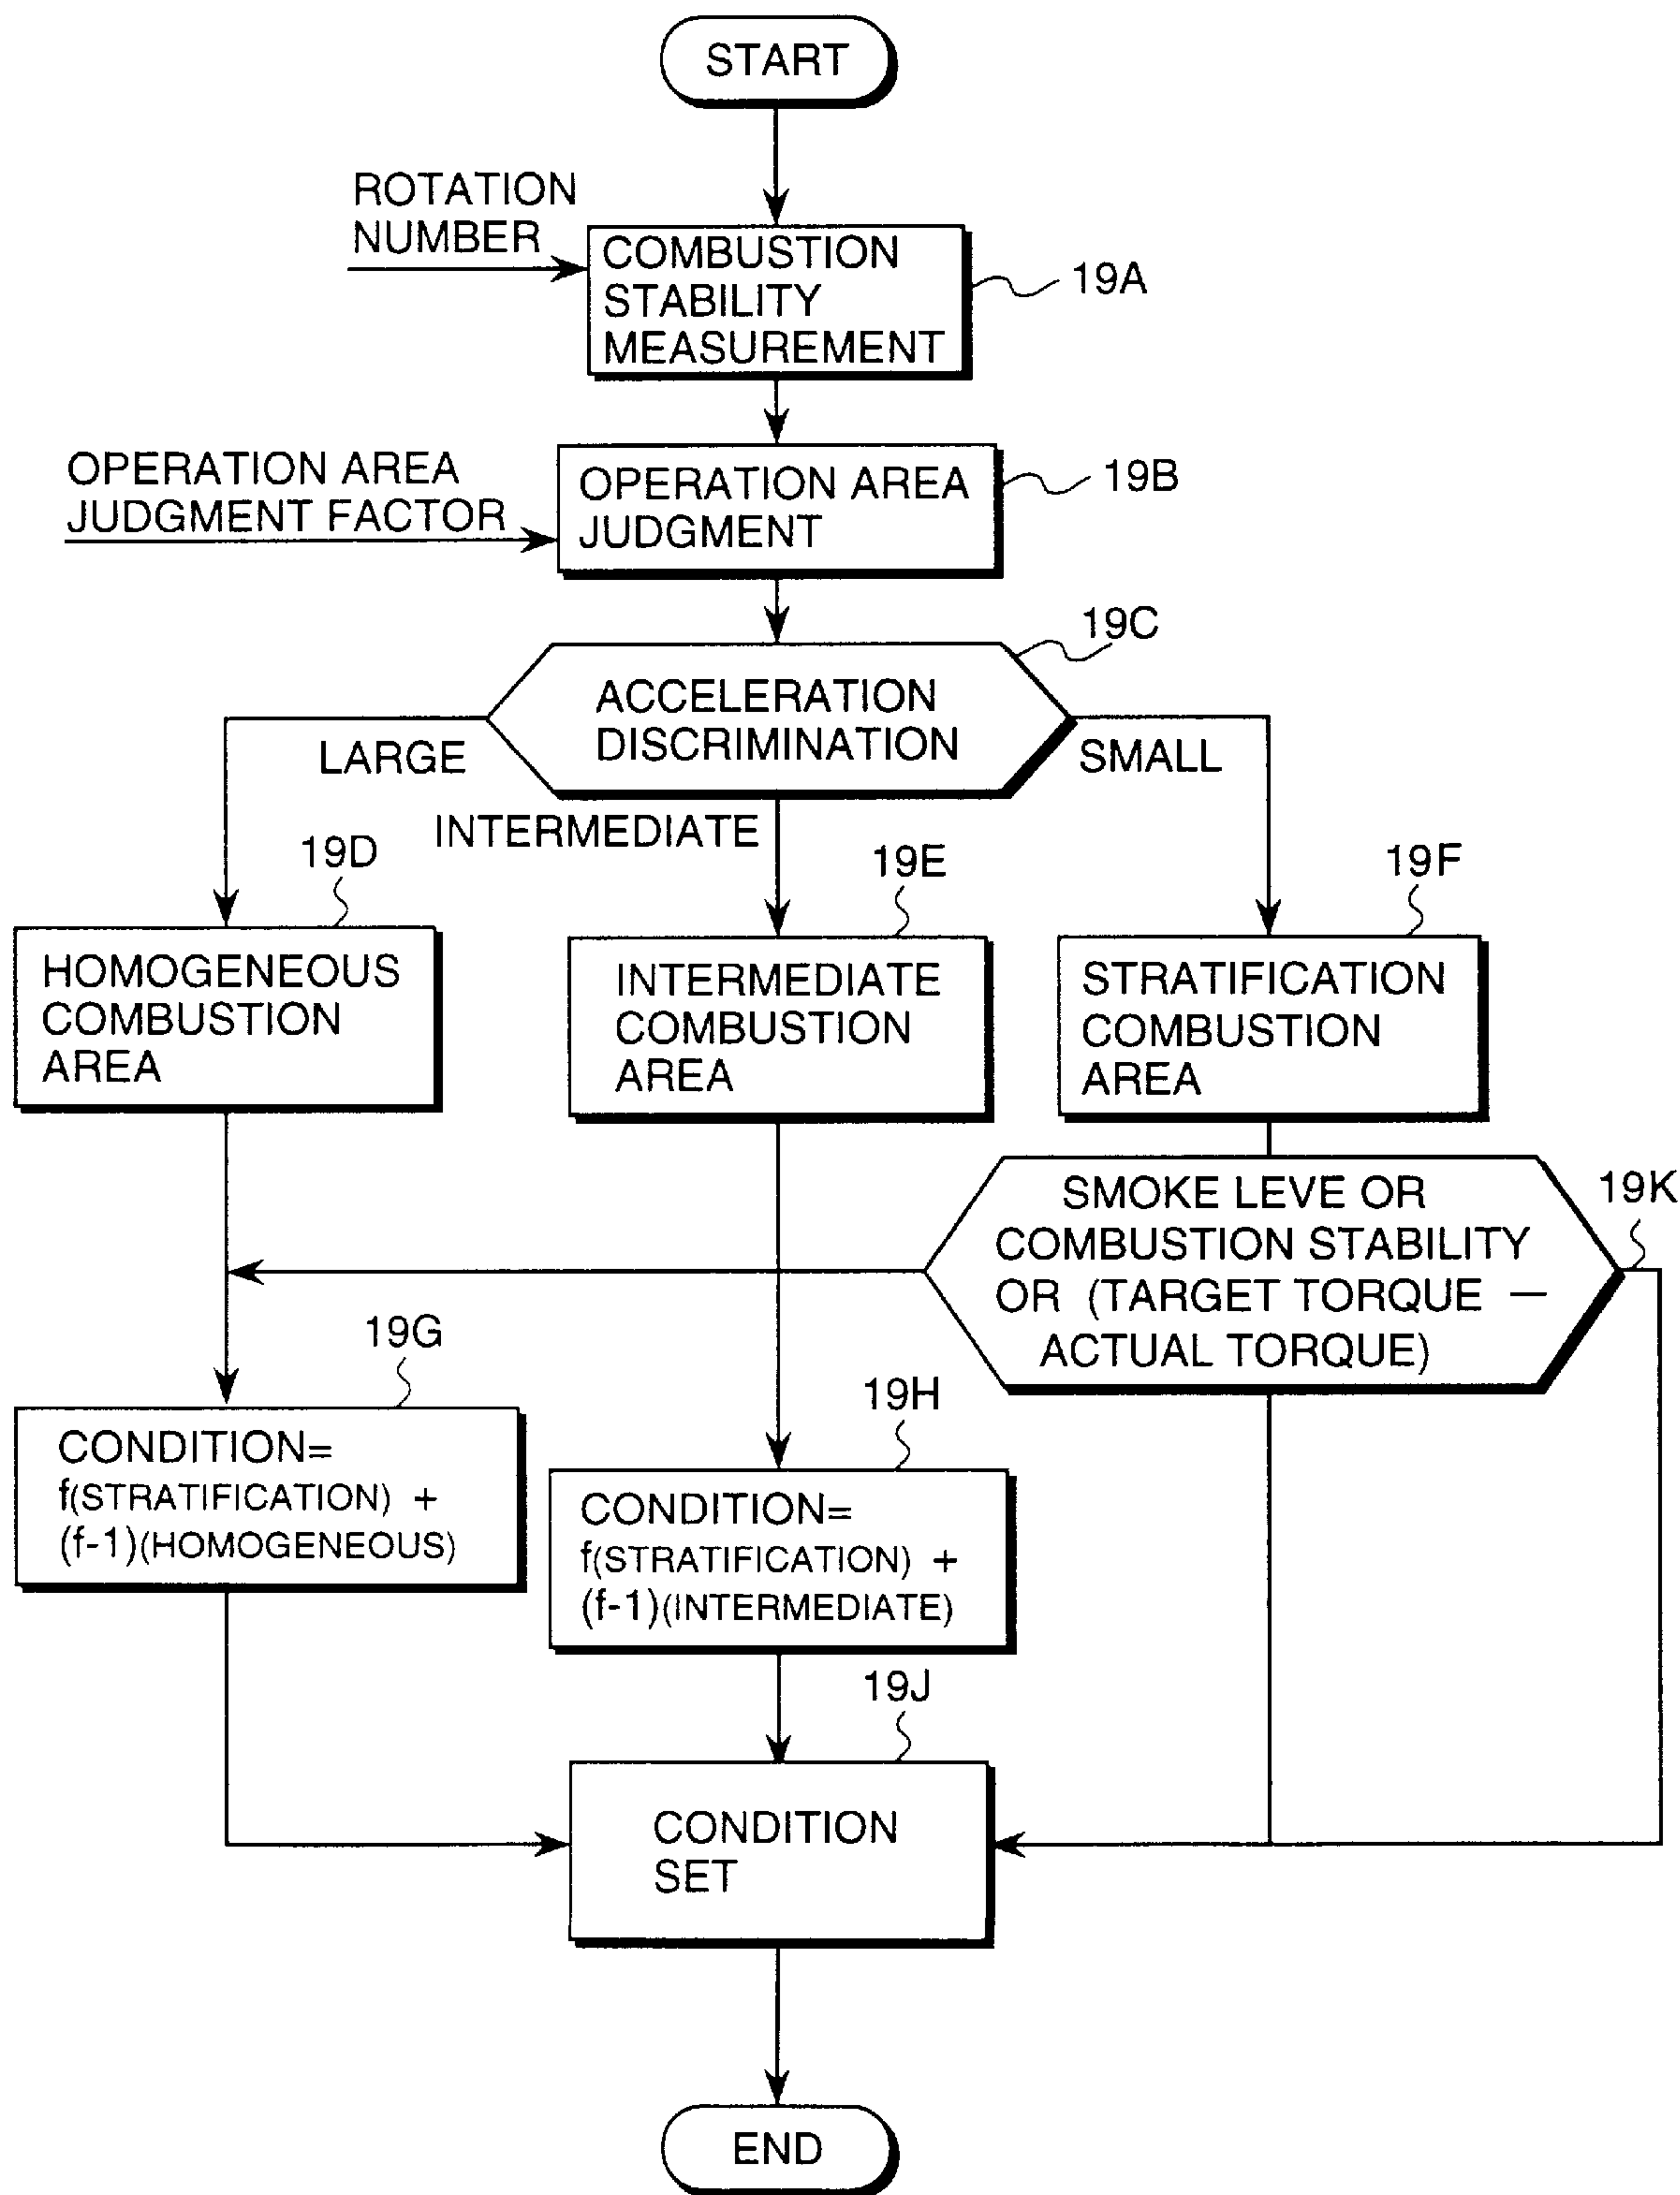 START
ROTATION
NUMBER
COMBUSTION
STABILITY
MEASUREMENT
19A
OPERATION AREA
JUDGMENT FACTOR
OPERATION AREA
JUDGMENT
19B
19C
ACCELERATION
DISCRIMINATION
LARGE
INTERMEDIATE
SMALL
19D
HOMOGENEOUS
COMBUSTION
AREA
19E
INTERMEDIATE
COMBUSTION
AREA
19F
STRATIFICATION
COMBUSTION
AREA
SMOKE LEVE OR
COMBUSTION STABILITY
OR (TARGET TORQUE —
ACTUAL TORQUE)
19K
19G
CONDITION=
f(STRATIFICATION) +
(f-1)(HOMOGENEOUS)
19H
CONDITION=
f(STRATIFICATION) +
(f-1)(INTERMEDIATE)
19J
CONDITION
SET
END